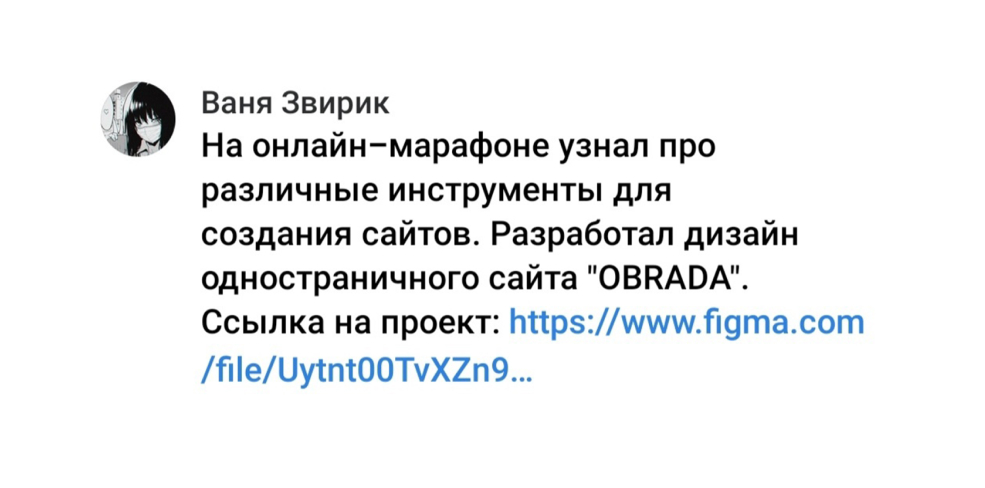 Ваня Звирик
На онлайн–марафоне узнал про
различные инструменты для
создания сайтов. Разработал дизайн
одностраничного сайта "OBRADA".
Ссылка на проект: https://www.figma.com
/file/Uytnt00TvXZn9...